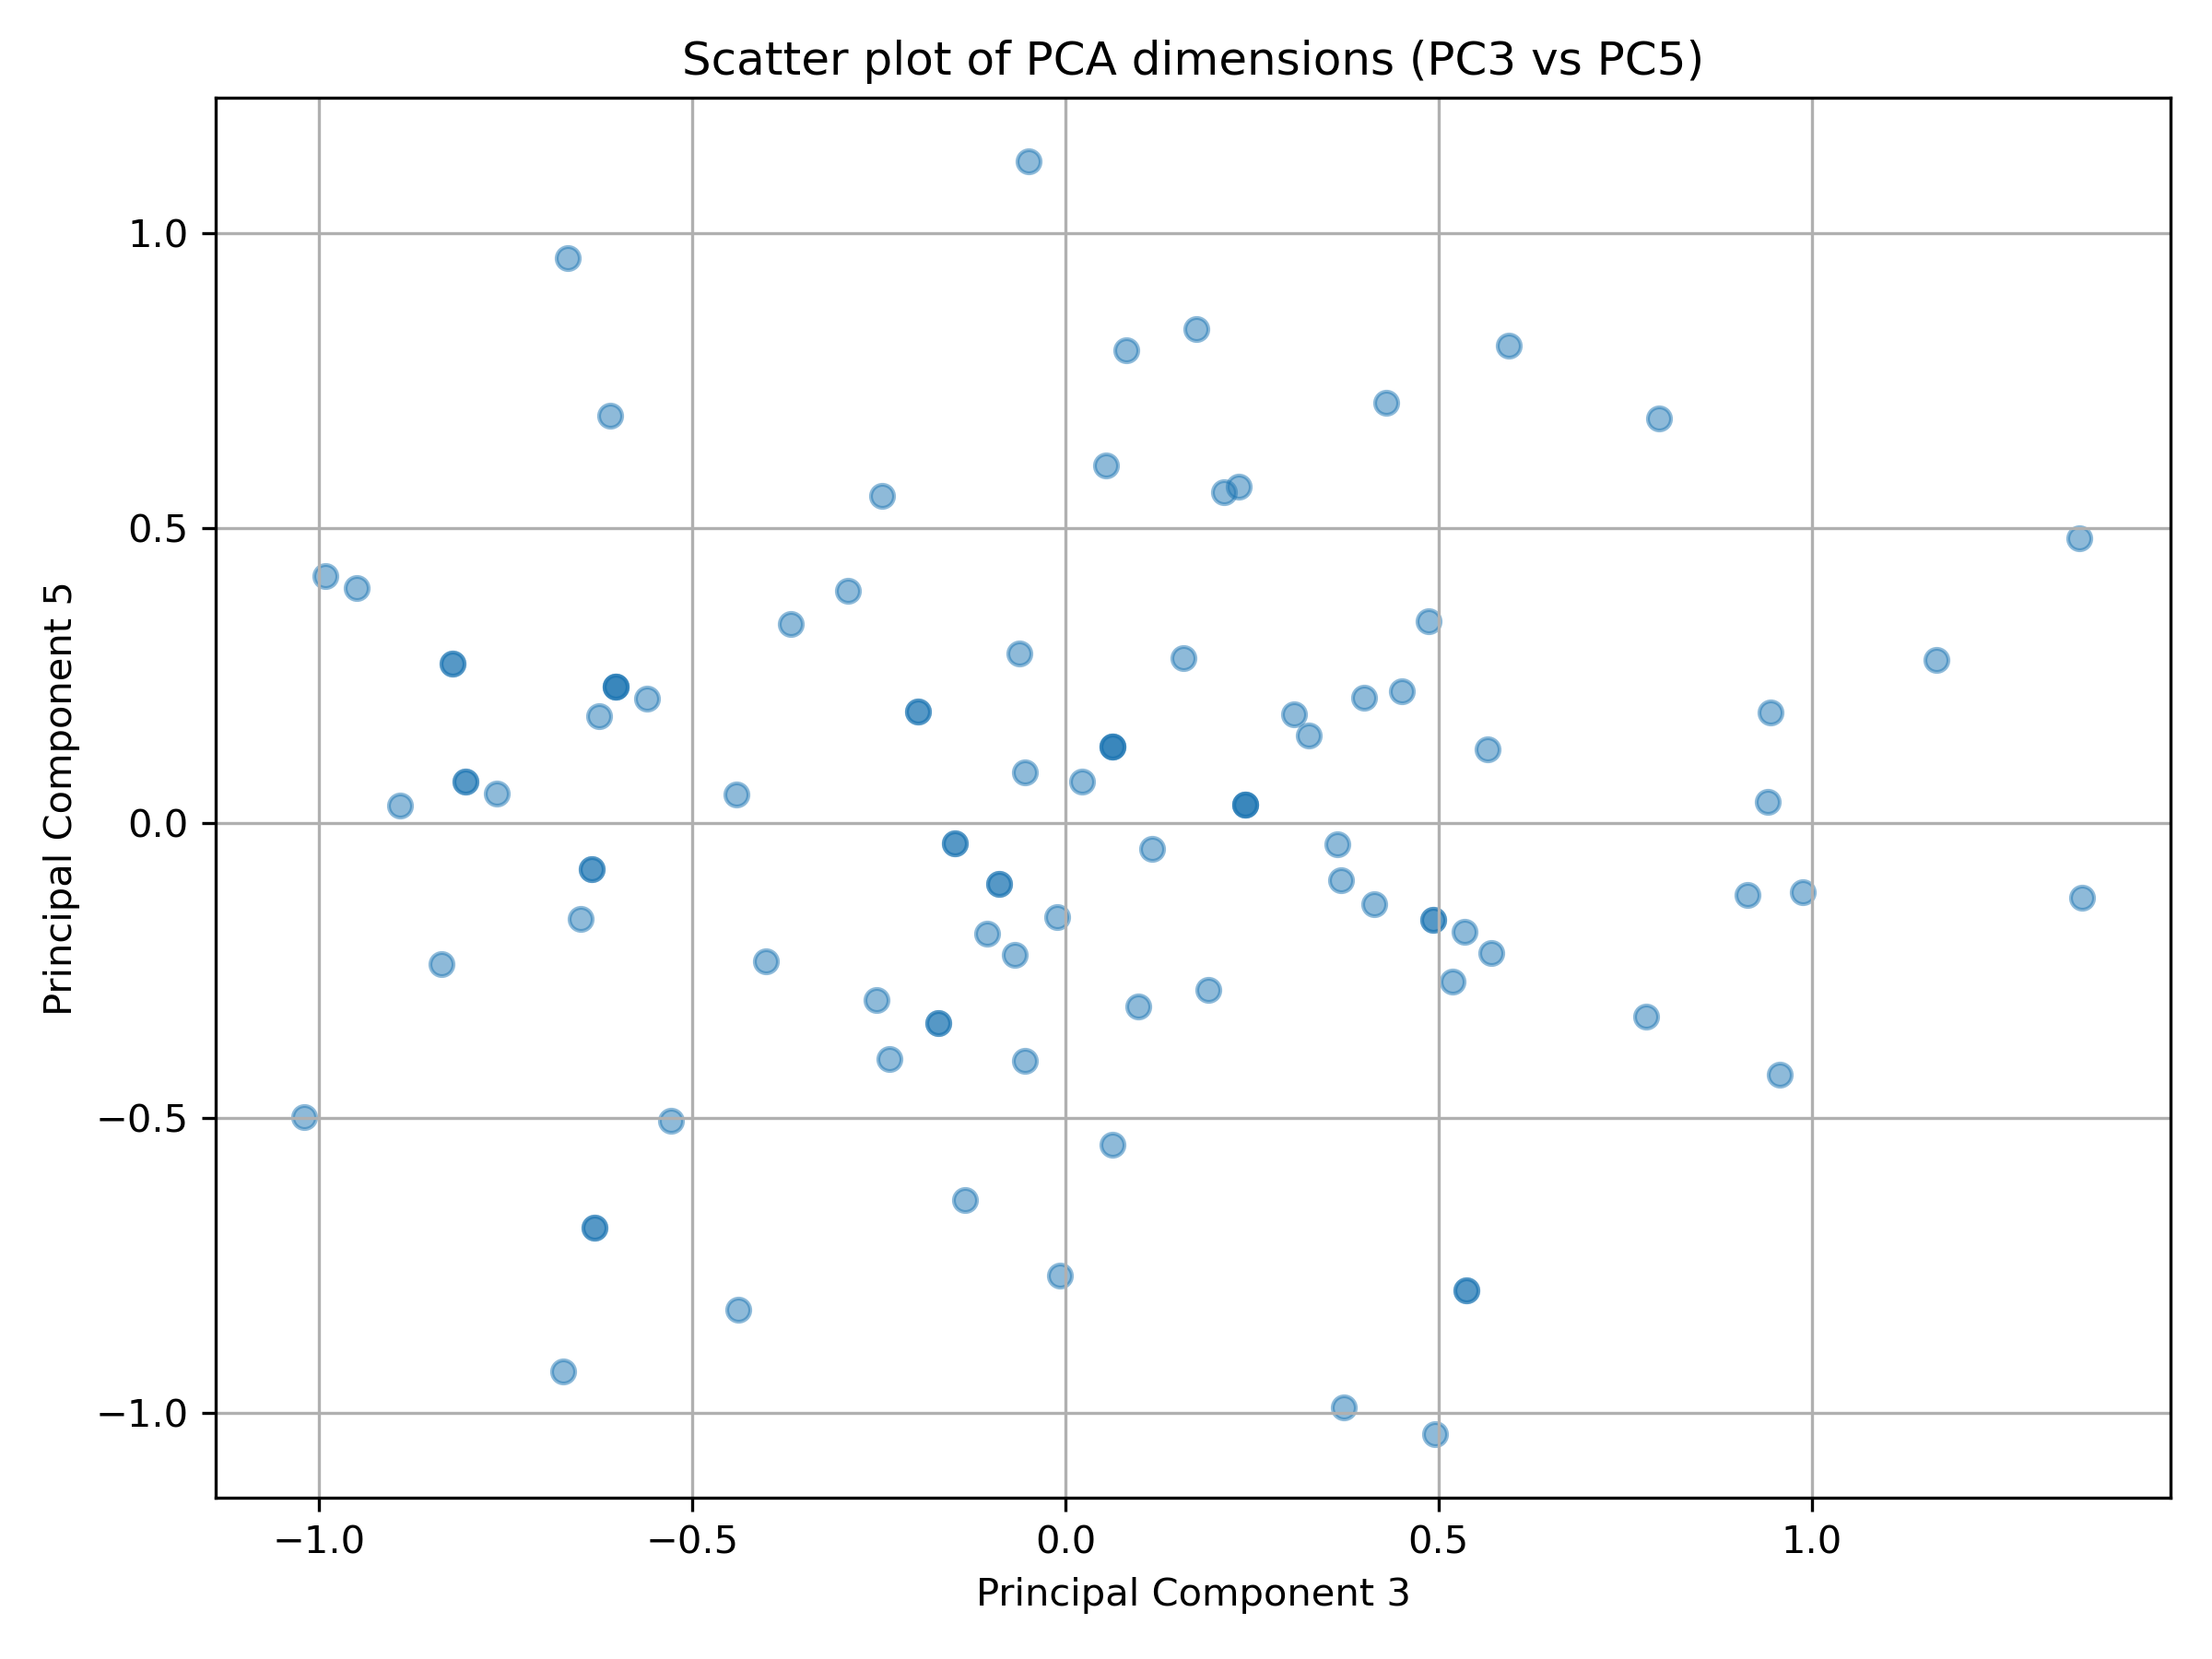 Scatter plot of PCA dimensions (PC3 vs PC5)
Principal Component 5
1.0
0.5
0.0
−0.5
−1.0
−1.0 −0.5 0.0 0.5 1.0
Principal Component 3